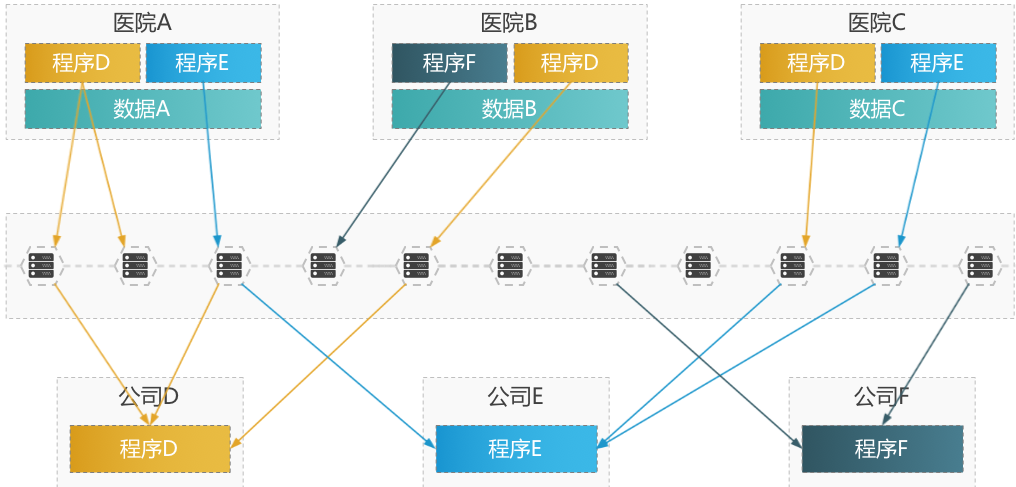 医院A
医院B
医院C
程序D
程序E
程序F
程序D
程序D
程序E
数据A
数据B
数据C
公司D
公司E
公司F
程序D
程序E
程序F